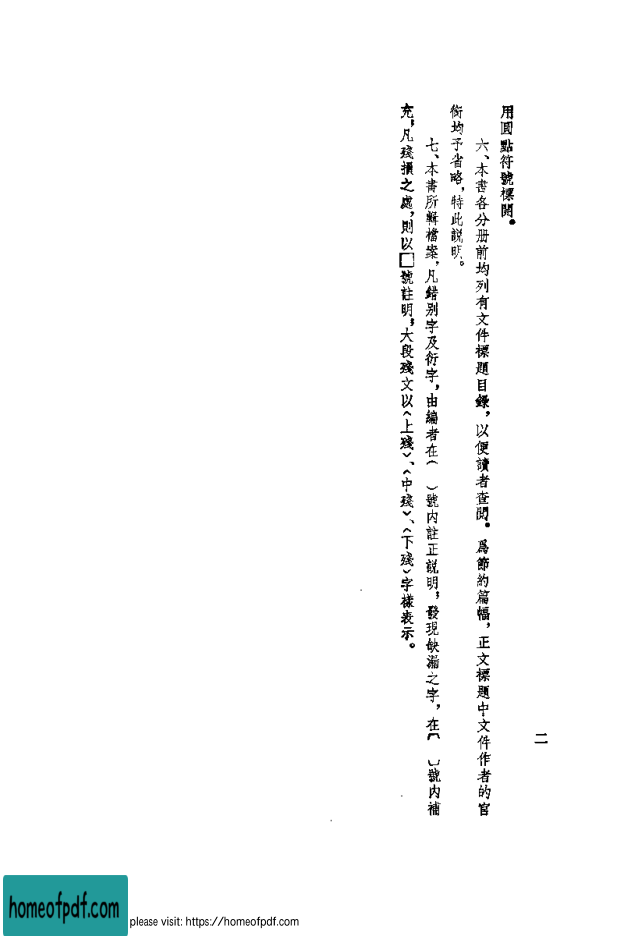 用圓點符號標開。
六、本書各分册前均列有文件標題目錄，以便讀者查閱。爲節約篇幅，正文標題中文件作者的官
銜均予省略，特此説明。
七、本書所輯檔案，凡錯别字及衍字，由編者在（　）號内註正説明，發現缺漏之字，在〔　〕號内補
充，凡殘損之處，則以□號註明，大段殘文以〈上殘〉、〈中殘〉、〈下殘〉字樣表示。
二
homeofpdf.com
please visit: https://homeofpdf.com